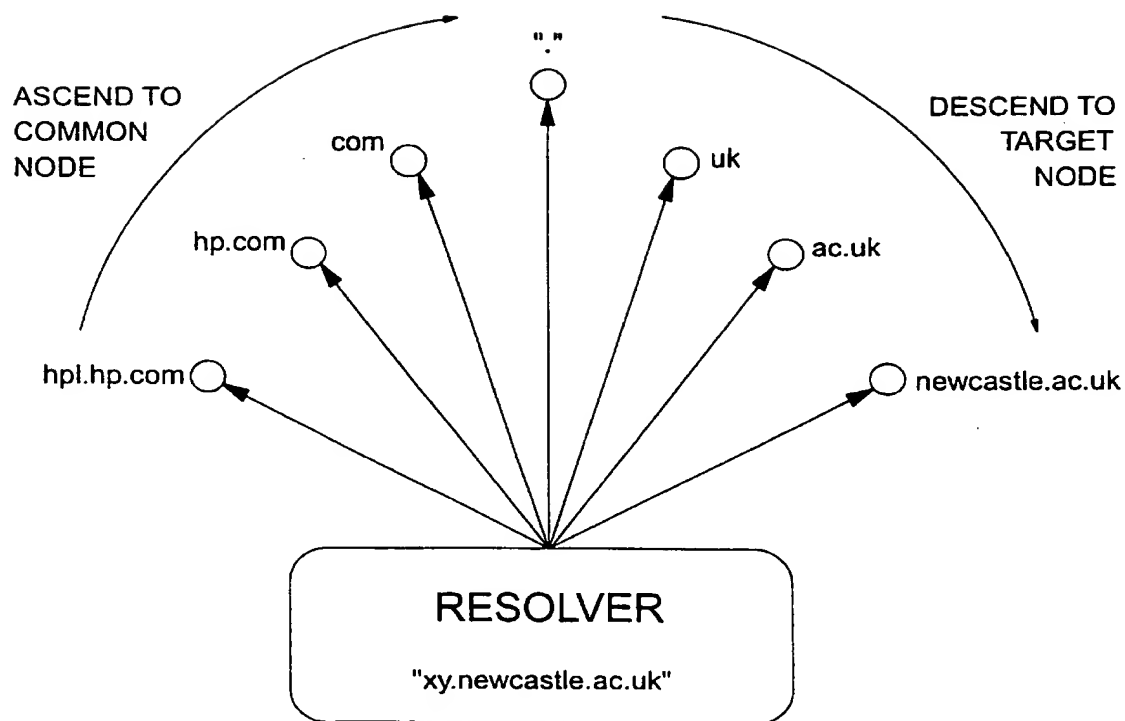 "."
ASCEND TO
COMMON
NODE
DESCEND TO
TARGET
NODE
com
uk
hp.com
ac.uk
hpl.hp.com
newcastle.ac.uk
RESOLVER
"xy.newcastle.ac.uk"